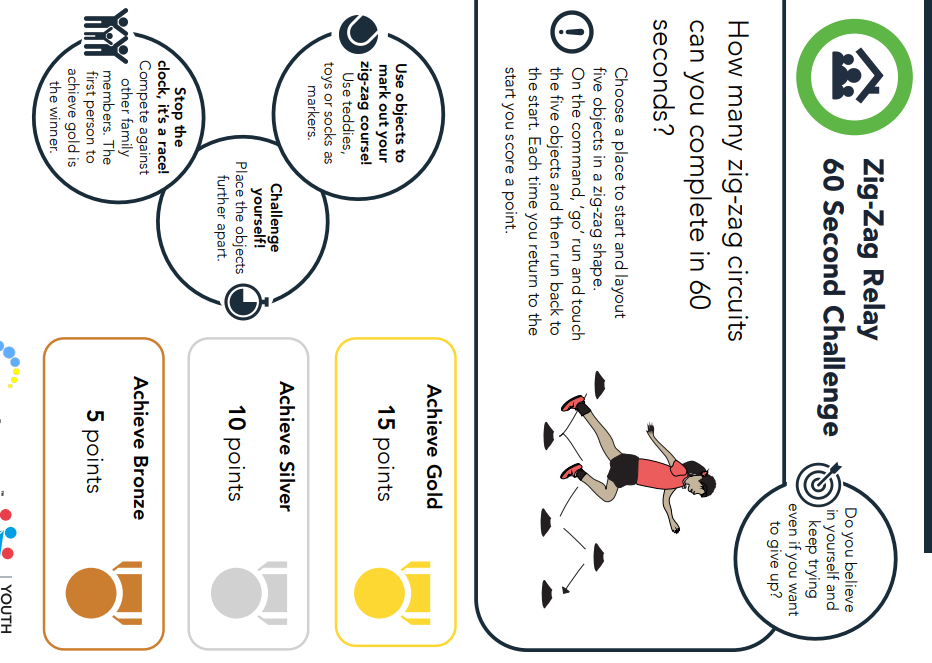 Zig-Zag Relay
60 Second Challenge
Do you believe
in yourself and
keep trying
even if you want
to give up?
How many zig-zag circuits
can you complete in 60
seconds?
Choose a place to start and layout
five objects in a zig-zag shape.
On the command, ‘go’ run and touch
the five objects and then run back to
the start. Each time you return to the
start you score a point.
Use objects to
mark out your
zig-zag course!
Use teddies,
toys or socks as
markers.
Challenge
yourself!
Place the objects
further apart.
Stop the
clock, it’s a race!
Compete against
other family
members. The
first person to
achieve gold is
the winner.
Achieve Gold
15 points
Achieve Silver
10 points
Achieve Bronze
5 points
YOUTH